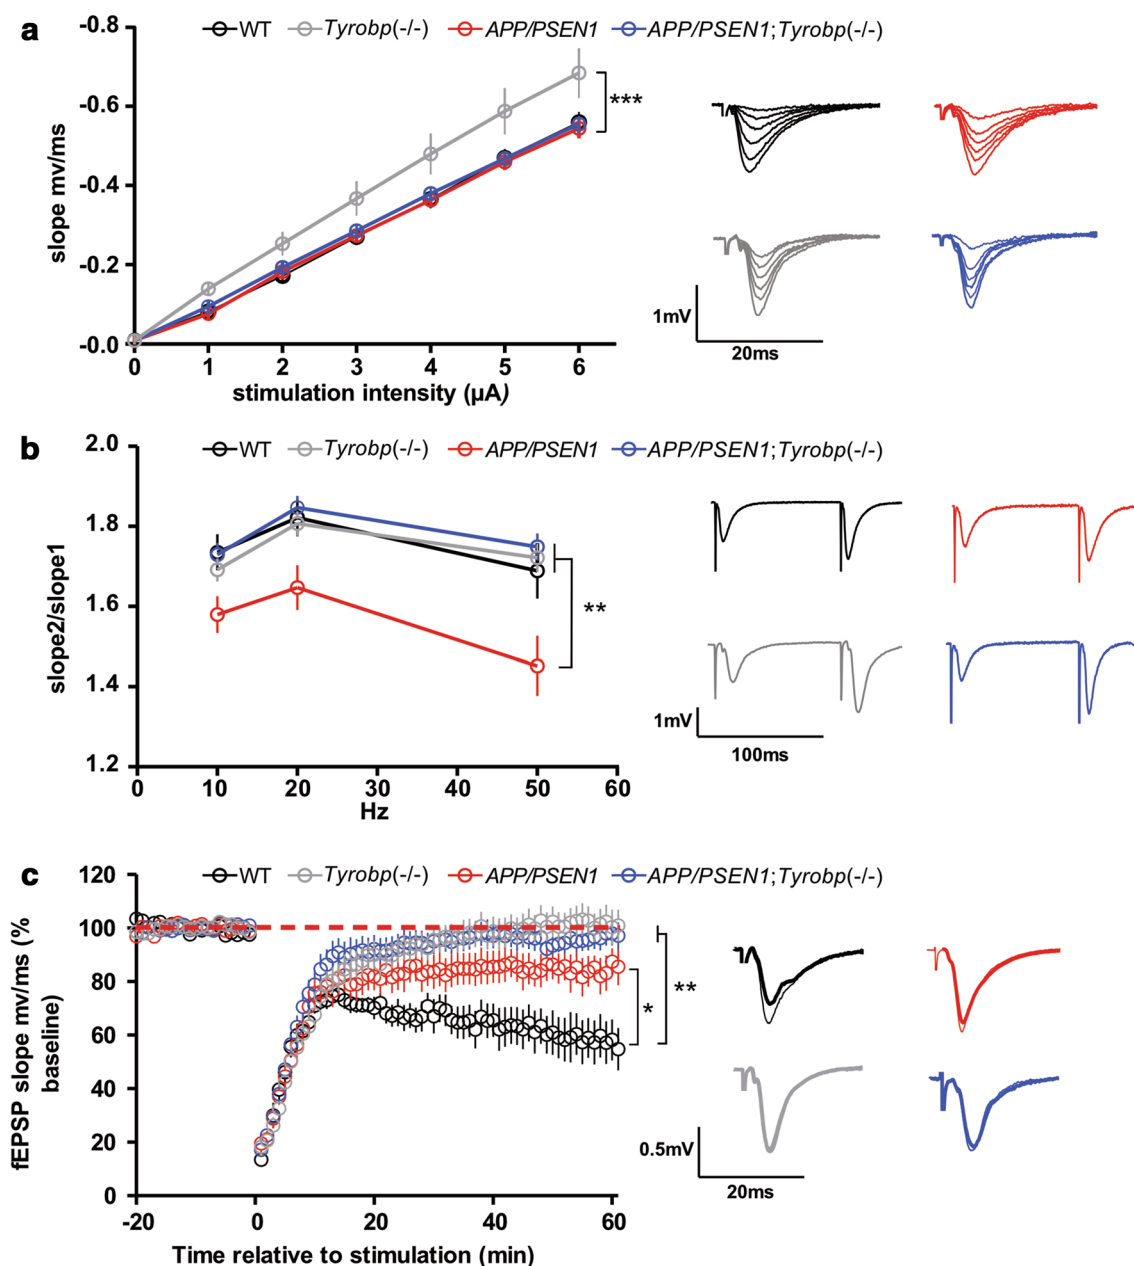 a
WT Tyrobp(-/-) APP/PSEN1 APP/PSEN1;Tyrobp(-/-)
slope mv/ms
-0.8
-0.6
-0.4
-0.2
-0.0
0 1 2 3 4 5 6
stimulation intensity (µA)
***
1mV
20ms
b
WT Tyrobp(-/-) APP/PSEN1 APP/PSEN1;Tyrobp(-/-)
slope2/slope1
2.0
1.8
1.6
1.4
1.2
0 10 20 30 40 50 60
Hz
**
1mV
100ms
c
WT Tyrobp(-/-) APP/PSEN1 APP/PSEN1;Tyrobp(-/-)
fEPSP slope mv/ms (%
baseline)
120
100
80
60
40
20
0
-20 0 20 40 60
Time relative to stimulation (min)
*
**
0.5mV
20ms